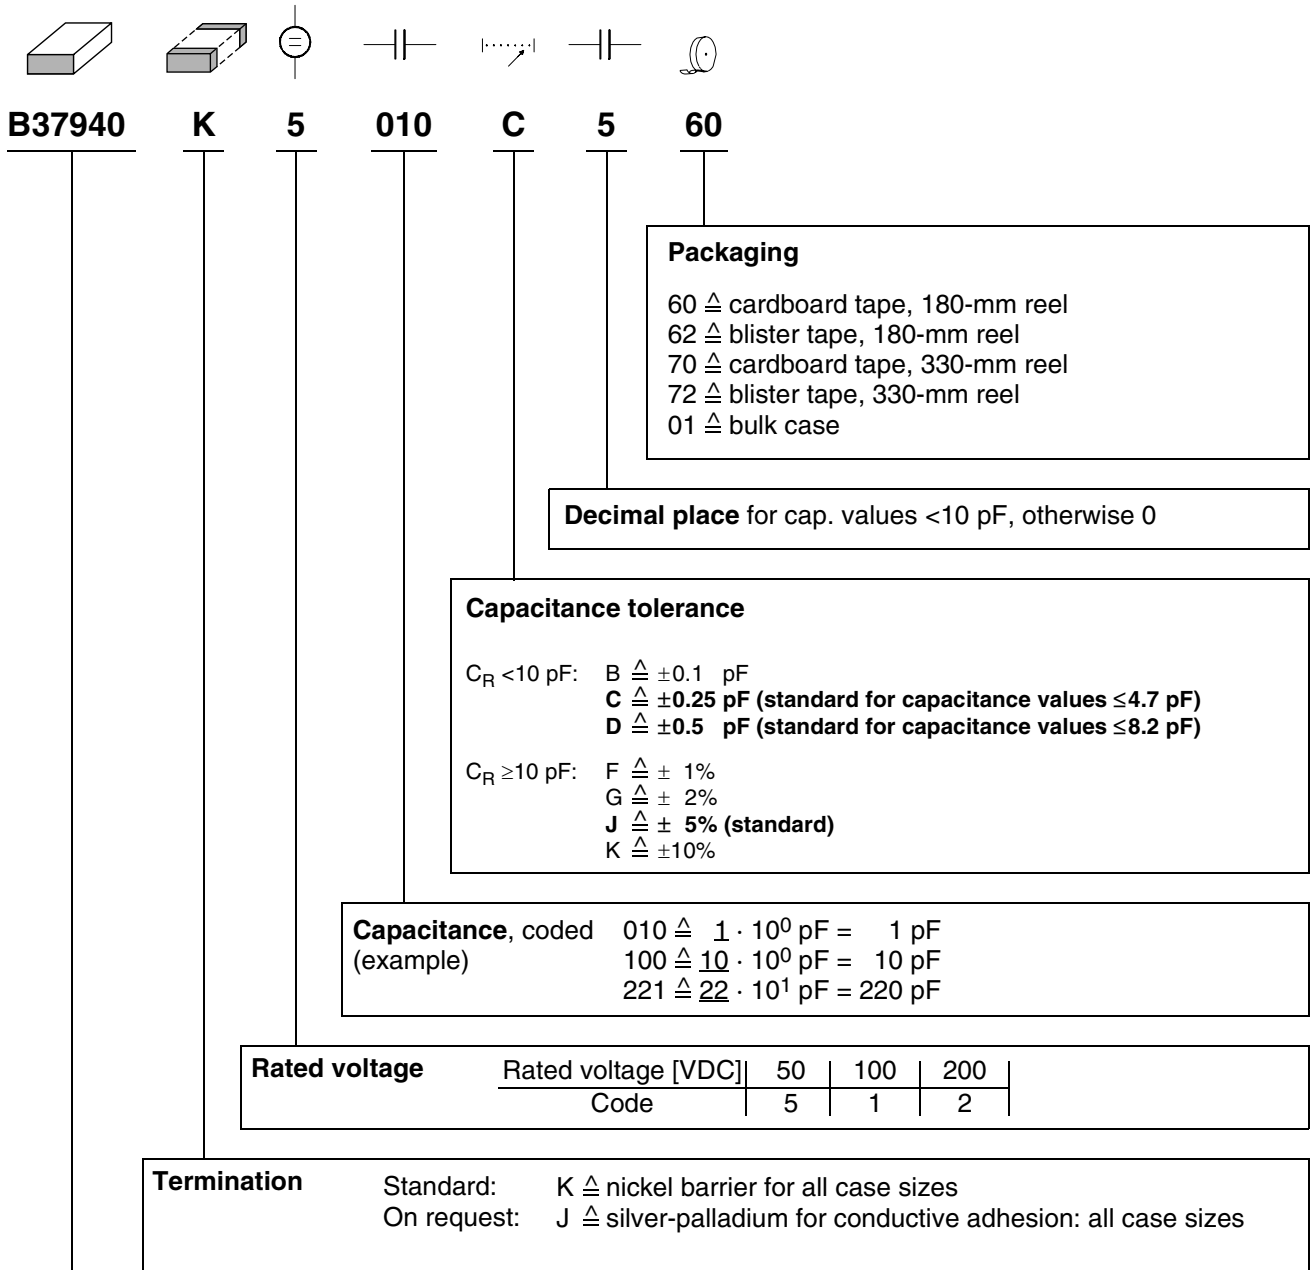 B37940 K 5 010 C 5 60
Packaging
60 ≙ cardboard tape, 180-mm reel
62 ≙ blister tape, 180-mm reel
70 ≙ cardboard tape, 330-mm reel
72 ≙ blister tape, 330-mm reel
01 ≙ bulk case
Decimal place for cap. values <10 pF, otherwise 0
Capacitance tolerance
C_R <10 pF: B ≙ ±0.1 pF
C ≙ ±0.25 pF (standard for capacitance values ≤4.7 pF)
D ≙ ±0.5 pF (standard for capacitance values ≤8.2 pF)
C_R ≥10 pF: F ≙ ± 1%
G ≙ ± 2%
J ≙ ± 5% (standard)
K ≙ ±10%
Capacitance, coded 010 ≙ 1 · 10⁰ pF = 1 pF
(example) 100 ≙ 10 · 10⁰ pF = 10 pF
221 ≙ 22 · 10¹ pF = 220 pF
Rated voltage Rated voltage [VDC] 50 100 200
Code 5 1 2
Termination Standard: K ≙ nickel barrier for all case sizes
On request: J ≙ silver-palladium for conductive adhesion: all case sizes